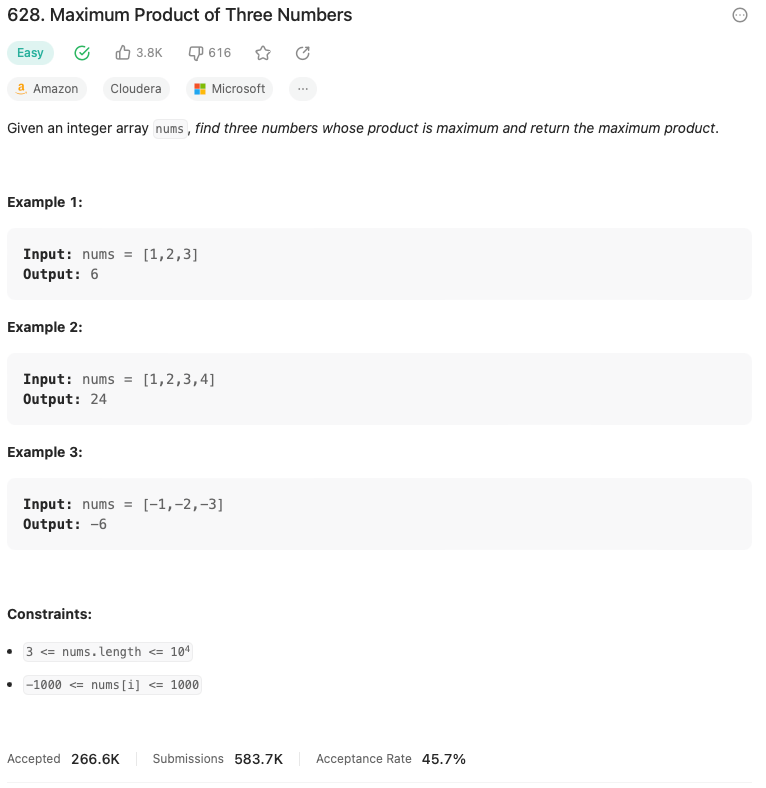 628. Maximum Product of Three Numbers
Easy 3.8K 616
Amazon Cloudera Microsoft ...
Given an integer array nums, find three numbers whose product is maximum and return the maximum product.
Example 1:
Input: nums = [1,2,3]
Output: 6
Example 2:
Input: nums = [1,2,3,4]
Output: 24
Example 3:
Input: nums = [-1,-2,-3]
Output: -6
Constraints:
• 3 <= nums.length <= 10⁴
• -1000 <= nums[i] <= 1000
Accepted 266.6K Submissions 583.7K Acceptance Rate 45.7%